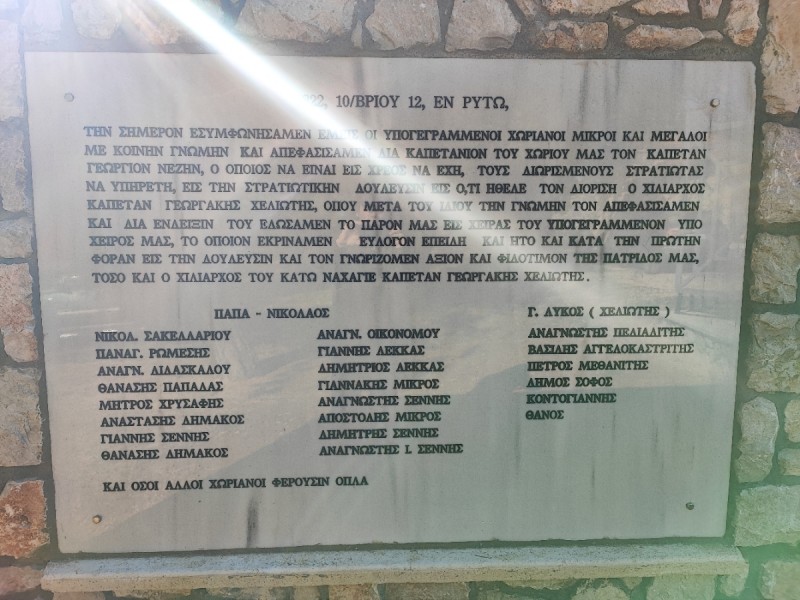 10/ΒΡΙΟΥ 12, ΕΝ ΡΥΤΩ,
ΤΗΝ ΣΗΜΕΡΟΝ ΕΣΥΜΦΩΝΗΣΑΜΕΝ ΕΜΕΙΣ ΟΙ ΥΠΟΓΕΓΡΑΜΜΕΝΟΙ ΧΩΡΙΑΝΟΙ ΜΙΚΡΟΙ ΚΑΙ ΜΕΓΑΛΟΙ
ΜΕ ΚΟΙΝΗΝ ΓΝΩΜΗΝ ΚΑΙ ΑΠΕΦΑΣΙΣΑΜΕΝ ΔΙΑ ΚΑΠΕΤΑΝΙΟΝ ΤΟΥ ΧΩΡΙΟΥ ΜΑΣ ΤΟΝ ΚΑΠΕΤΑΝ
ΓΕΩΡΓΙΟΝ ΝΕΖΗΝ, Ο ΟΠΟΙΟΣ ΝΑ ΕΙΝΑΙ ΕΙΣ ΧΡΕΟΣ ΝΑ ΕΧΗ, ΤΟΥΣ ΔΙΩΡΙΣΜΕΝΟΥΣ ΣΤΡΑΤΙΩΤΑΣ
ΝΑ ΥΠΗΡΕΤΗ, ΕΙΣ ΤΗΝ ΣΤΡΑΤΙΩΤΙΚΗΝ ΔΟΥΛΕΥΣΙΝ ΕΙΣ Ο,ΤΙ ΗΘΕΛΕ ΤΟΝ ΔΙΟΡΙΣΗ Ο ΧΙΛΙΑΡΧΟΣ
ΚΑΠΕΤΑΝ ΓΕΩΡΓΑΚΗΣ ΧΕΛΙΩΤΗΣ, ΟΠΟΥ ΜΕΤΑ ΤΟΥ ΙΔΙΟΥ ΤΗΝ ΓΝΩΜΗΝ ΤΟΝ ΑΠΕΦΑΣΙΣΑΜΕΝ
ΚΑΙ ΔΙΑ ΕΝΔΕΙΞΙΝ ΤΟΥ ΕΔΩΣΑΜΕΝ ΤΟ ΠΑΡΟΝ ΜΑΣ ΕΙΣ ΧΕΙΡΑΣ ΤΟΥ ΥΠΟΓΕΓΡΑΜΜΕΝΟΝ ΥΠΟ
ΧΕΙΡΟΣ ΜΑΣ, ΤΟ ΟΠΟΙΟΝ ΕΚΡΙΝΑΜΕΝ ΕΥΛΟΓΟΝ ΕΠΕΙΔΗ ΚΑΙ ΗΤΟ ΚΑΙ ΚΑΤΑ ΤΗΝ ΠΡΩΤΗΝ
ΦΟΡΑΝ ΕΙΣ ΤΗΝ ΔΟΥΛΕΥΣΙΝ ΚΑΙ ΤΟΝ ΓΝΩΡΙΖΟΜΕΝ ΑΞΙΟΝ ΚΑΙ ΦΙΛΟΤΙΜΟΝ ΤΗΣ ΠΑΤΡΙΔΟΣ ΜΑΣ,
ΤΟΣΟ ΚΑΙ Ο ΧΙΛΙΑΡΧΟΣ ΤΟΥ ΚΑΤΩ ΝΑΧΑΓΙΕ ΚΑΠΕΤΑΝ ΓΕΩΡΓΑΚΗΣ ΧΕΛΙΩΤΗΣ.
ΠΑΠΑ - ΝΙΚΟΛΑΟΣ
ΝΙΚΟΛ. ΣΑΚΕΛΛΑΡΙΟΥ
ΠΑΝΑΓ. ΡΩΜΕΣΗΣ
ΑΝΑΓΝ. ΔΙΔΑΣΚΑΛΟΥ
ΘΑΝΑΣΗΣ ΠΑΠΑΔΑΣ
ΜΗΤΡΟΣ ΧΡΥΣΑΦΗΣ
ΑΝΑΣΤΑΣΗΣ ΔΗΜΑΚΟΣ
ΓΙΑΝΝΗΣ ΣΕΝΝΗΣ
ΘΑΝΑΣΗΣ ΔΗΜΑΚΟΣ
ΑΝΑΓΝ. ΟΙΚΟΝΟΜΟΥ
ΓΙΑΝΝΗΣ ΛΕΚΚΑΣ
ΔΗΜΗΤΡΙΟΣ ΛΕΚΚΑΣ
ΓΙΑΝΝΑΚΗΣ ΜΙΚΡΟΣ
ΑΝΑΓΝΩΣΤΗΣ ΣΕΝΝΗΣ
ΑΠΟΣΤΟΛΗΣ ΜΙΚΡΟΣ
ΔΗΜΗΤΡΗΣ ΣΕΝΝΗΣ
ΑΝΑΓΝΩΣΤΗΣ Ι. ΣΕΝΝΗΣ
Γ. ΛΥΚΟΣ ( ΧΕΛΙΩΤΗΣ )
ΑΝΑΓΝΩΣΤΗΣ ΠΕΔΙΑΔΙΤΗΣ
ΒΑΣΙΛΗΣ ΑΓΓΕΛΟΚΑΣΤΡΙΤΗΣ
ΠΕΤΡΟΣ ΜΕΘΑΝΙΤΗΣ
ΔΗΜΟΣ ΣΟΦΟΣ
ΚΟΝΤΟΓΙΑΝΝΗΣ
ΘΑΝΟΣ
ΚΑΙ ΟΣΟΙ ΑΛΛΟΙ ΧΩΡΙΑΝΟΙ ΦΕΡΟΥΣΙΝ ΟΠΛΑ